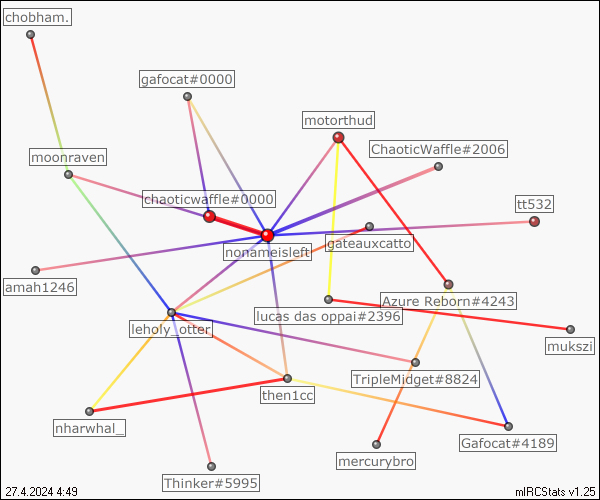 chobham.
gafocat#0000
motorthud
ChaoticWaffle#2006
moonraven
chaoticwaffle#0000
tt532
nonameisleft
gateauxcatto
amah1246
Azure Reborn#4243
lucas das oppai#2396
leholy_otter
mukszi
TripleMidget#8824
then1cc
nharwhal_
Gafocat#4189
mercurybro
Thinker#5995
27.4.2024 4:49
mIRCStats v1.25